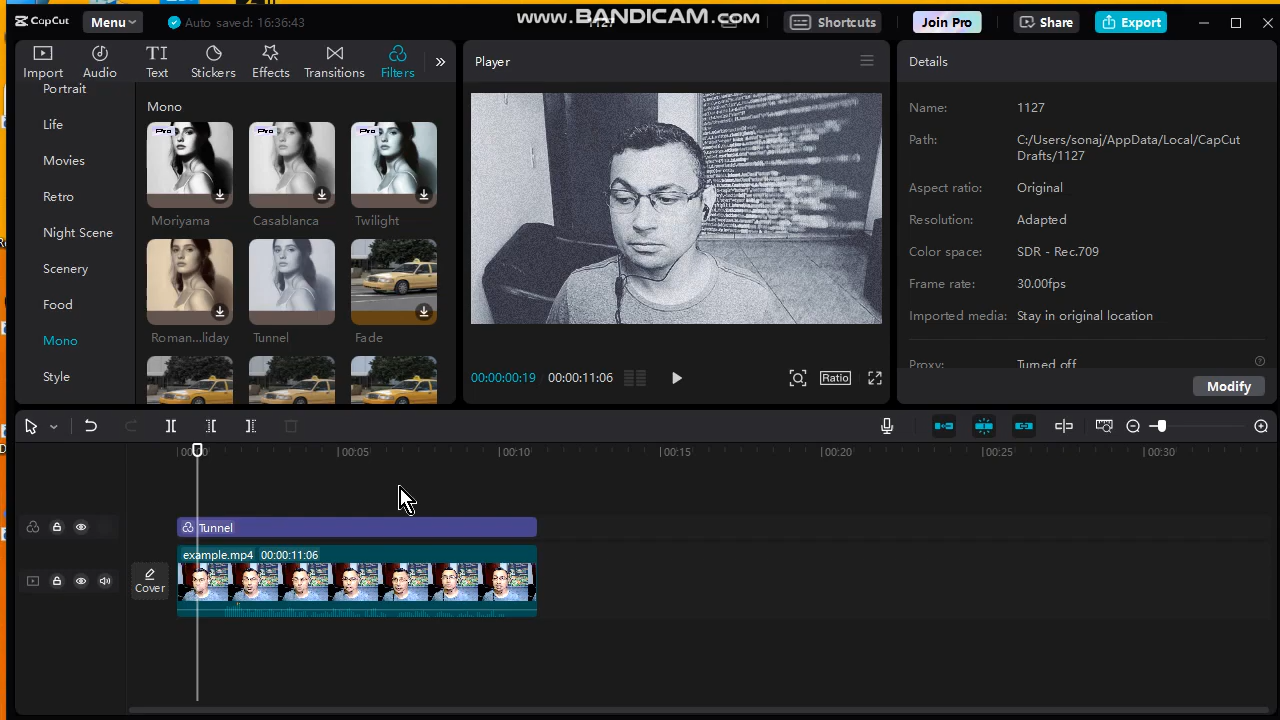 www.BANDICAM.com
CapCut
Menu
Auto saved: 16:36:43
Shortcuts
Join Pro
Share
Export
Import
Audio
Text
Stickers
Effects
Transitions
Filters
Portrait
Life
Movies
Retro
Night Scene
Scenery
Food
Mono
Style
Mono
Pro
Pro
Pro
Moriyama
Casablanca
Twilight
Roman...liday
Tunnel
Fade
Player
00:00:00:19
00:00:11:06
Ratio
Details
Name: 1127
Path: C:/Users/sonaj/AppData/Local/CapCut
Drafts/1127
Aspect ratio: Original
Resolution: Adapted
Color space: SDR - Rec.709
Frame rate: 30.00fps
Imported media: Stay in original location
Proxy: Turned off
Modify
00:05
00:10
00:15
00:20
00:25
00:30
Tunnel
Cover
example.mp4 00:00:11:06